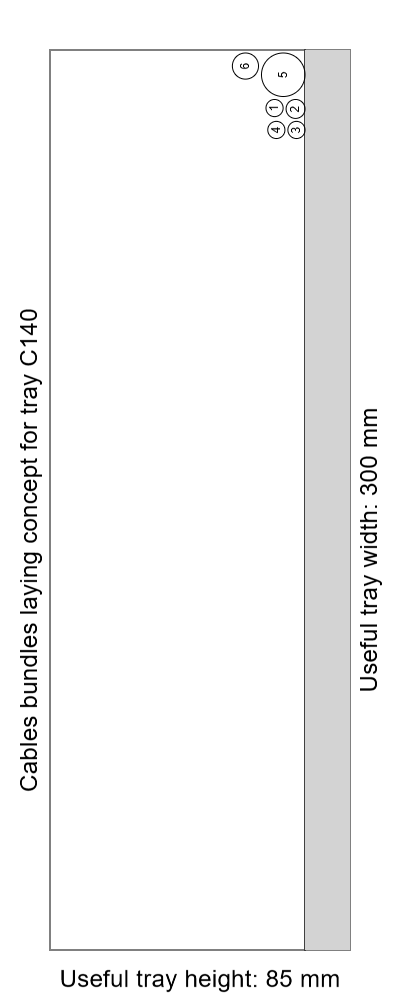 Cables bundles laying concept for tray C140
6
5
1
2
4
3
Useful tray width: 300 mm
Useful tray height: 85 mm